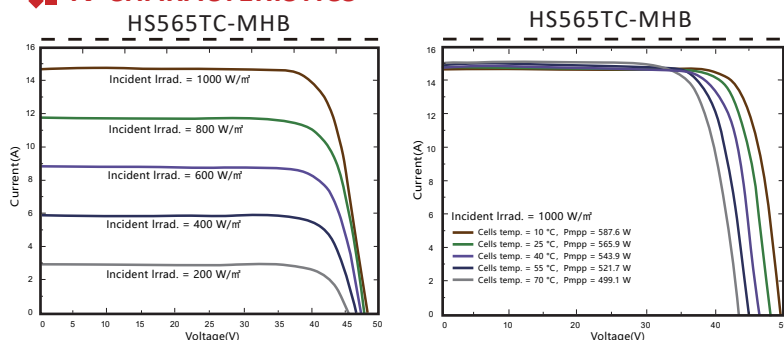 HS565TC-MHB
16
14
12
10
8
6
4
2
0
Current(A)
Incident Irrad. = 1000 W/㎡
Incident Irrad. = 800 W/㎡
Incident Irrad. = 600 W/㎡
Incident Irrad. = 400 W/㎡
Incident Irrad. = 200 W/㎡
0 5 10 15 20 25 30 35 40 45 50
Voltage(V)
HS565TC-MHB
16
14
12
10
8
6
4
2
0
Current(A)
Incident Irrad. = 1000 W/㎡
Cells temp. = 10 °C, Pmpp = 587.6 W
Cells temp. = 25 °C, Pmpp = 565.9 W
Cells temp. = 40 °C, Pmpp = 543.9 W
Cells temp. = 55 °C, Pmpp = 521.7 W
Cells temp. = 70 °C, Pmpp = 499.1 W
0 10 20 30 40
Voltage(V)